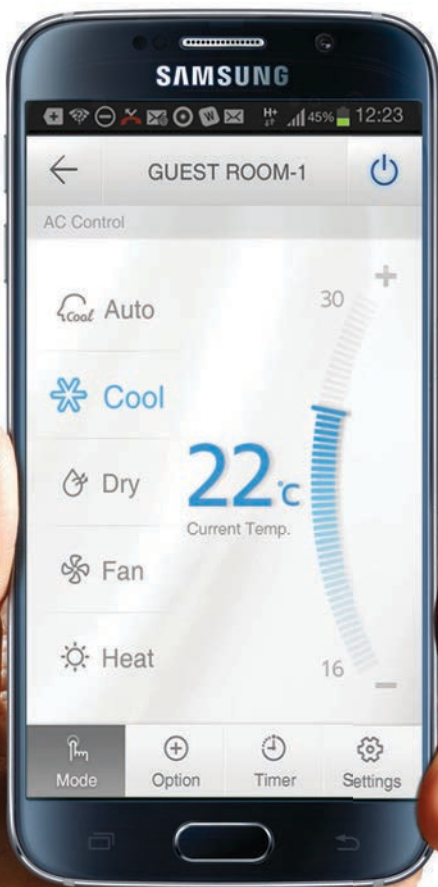 SAMSUNG
H+ 45% 12:23
GUEST ROOM-1
AC Control
30
+
Cool Auto
Cool
22°C
Dry
Current Temp.
Fan
Heat
16
−
Mode Option Timer Settings